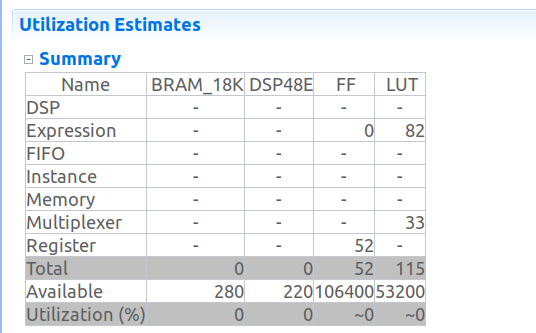 Utilization Estimates
Summary
Name BRAM_18K DSP48E FF LUT
DSP - - - -
Expression - - 0 82
FIFO - - - -
Instance - - - -
Memory - - - -
Multiplexer - - - 33
Register - - 52 -
Total 0 0 52 115
Available 280 220 106400 53200
Utilization (%) 0 0 ~0 ~0